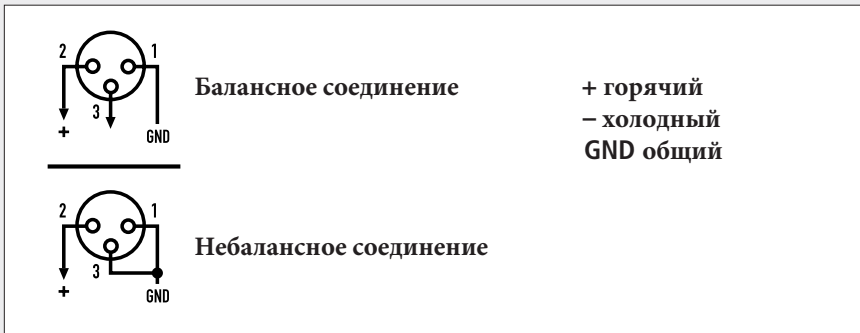 2 1
3
+ GND
Балансное соединение
+ горячий
– холодный
GND общий
2 1
3
+ GND
Небалансное соединение